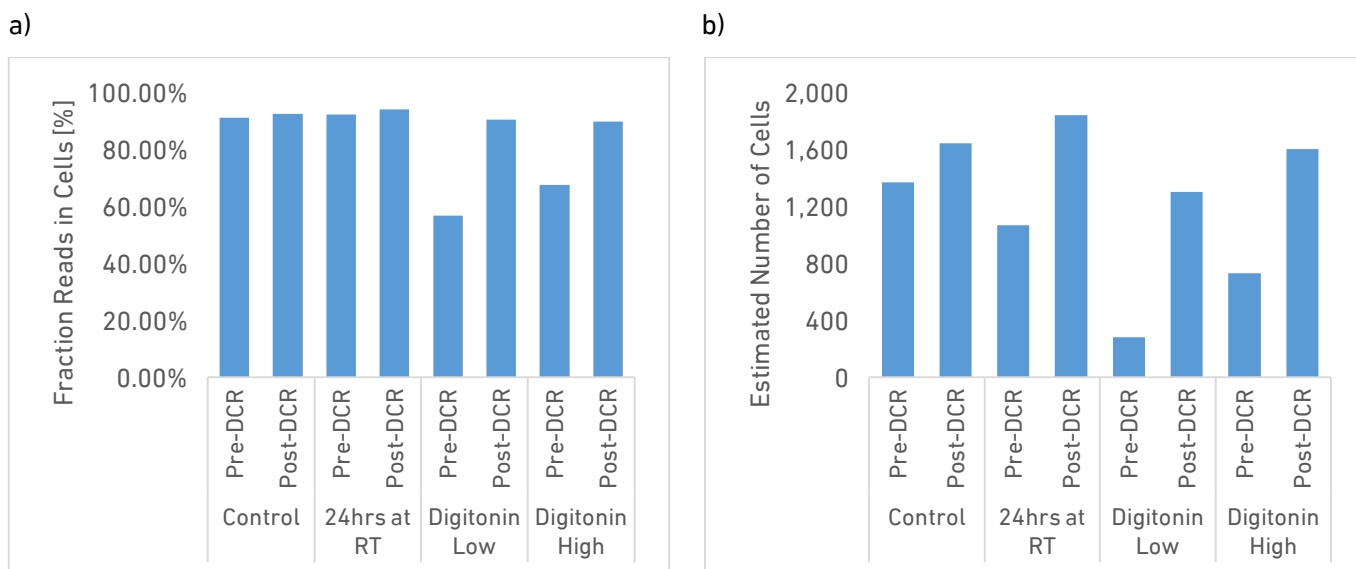 a)
Fraction Reads in Cells [%]
100.00%
80.00%
60.00%
40.00%
20.00%
0.00%
Pre-DCR
Post-DCR
Pre-DCR
Post-DCR
Pre-DCR
Post-DCR
Pre-DCR
Post-DCR
Control
24hrs at
RT
Digitonin
Low
Digitonin
High
b)
Estimated Number of Cells
2,000
1,600
1,200
800
400
0
Pre-DCR
Post-DCR
Pre-DCR
Post-DCR
Pre-DCR
Post-DCR
Pre-DCR
Post-DCR
Control
24hrs at
RT
Digitonin
Low
Digitonin
High